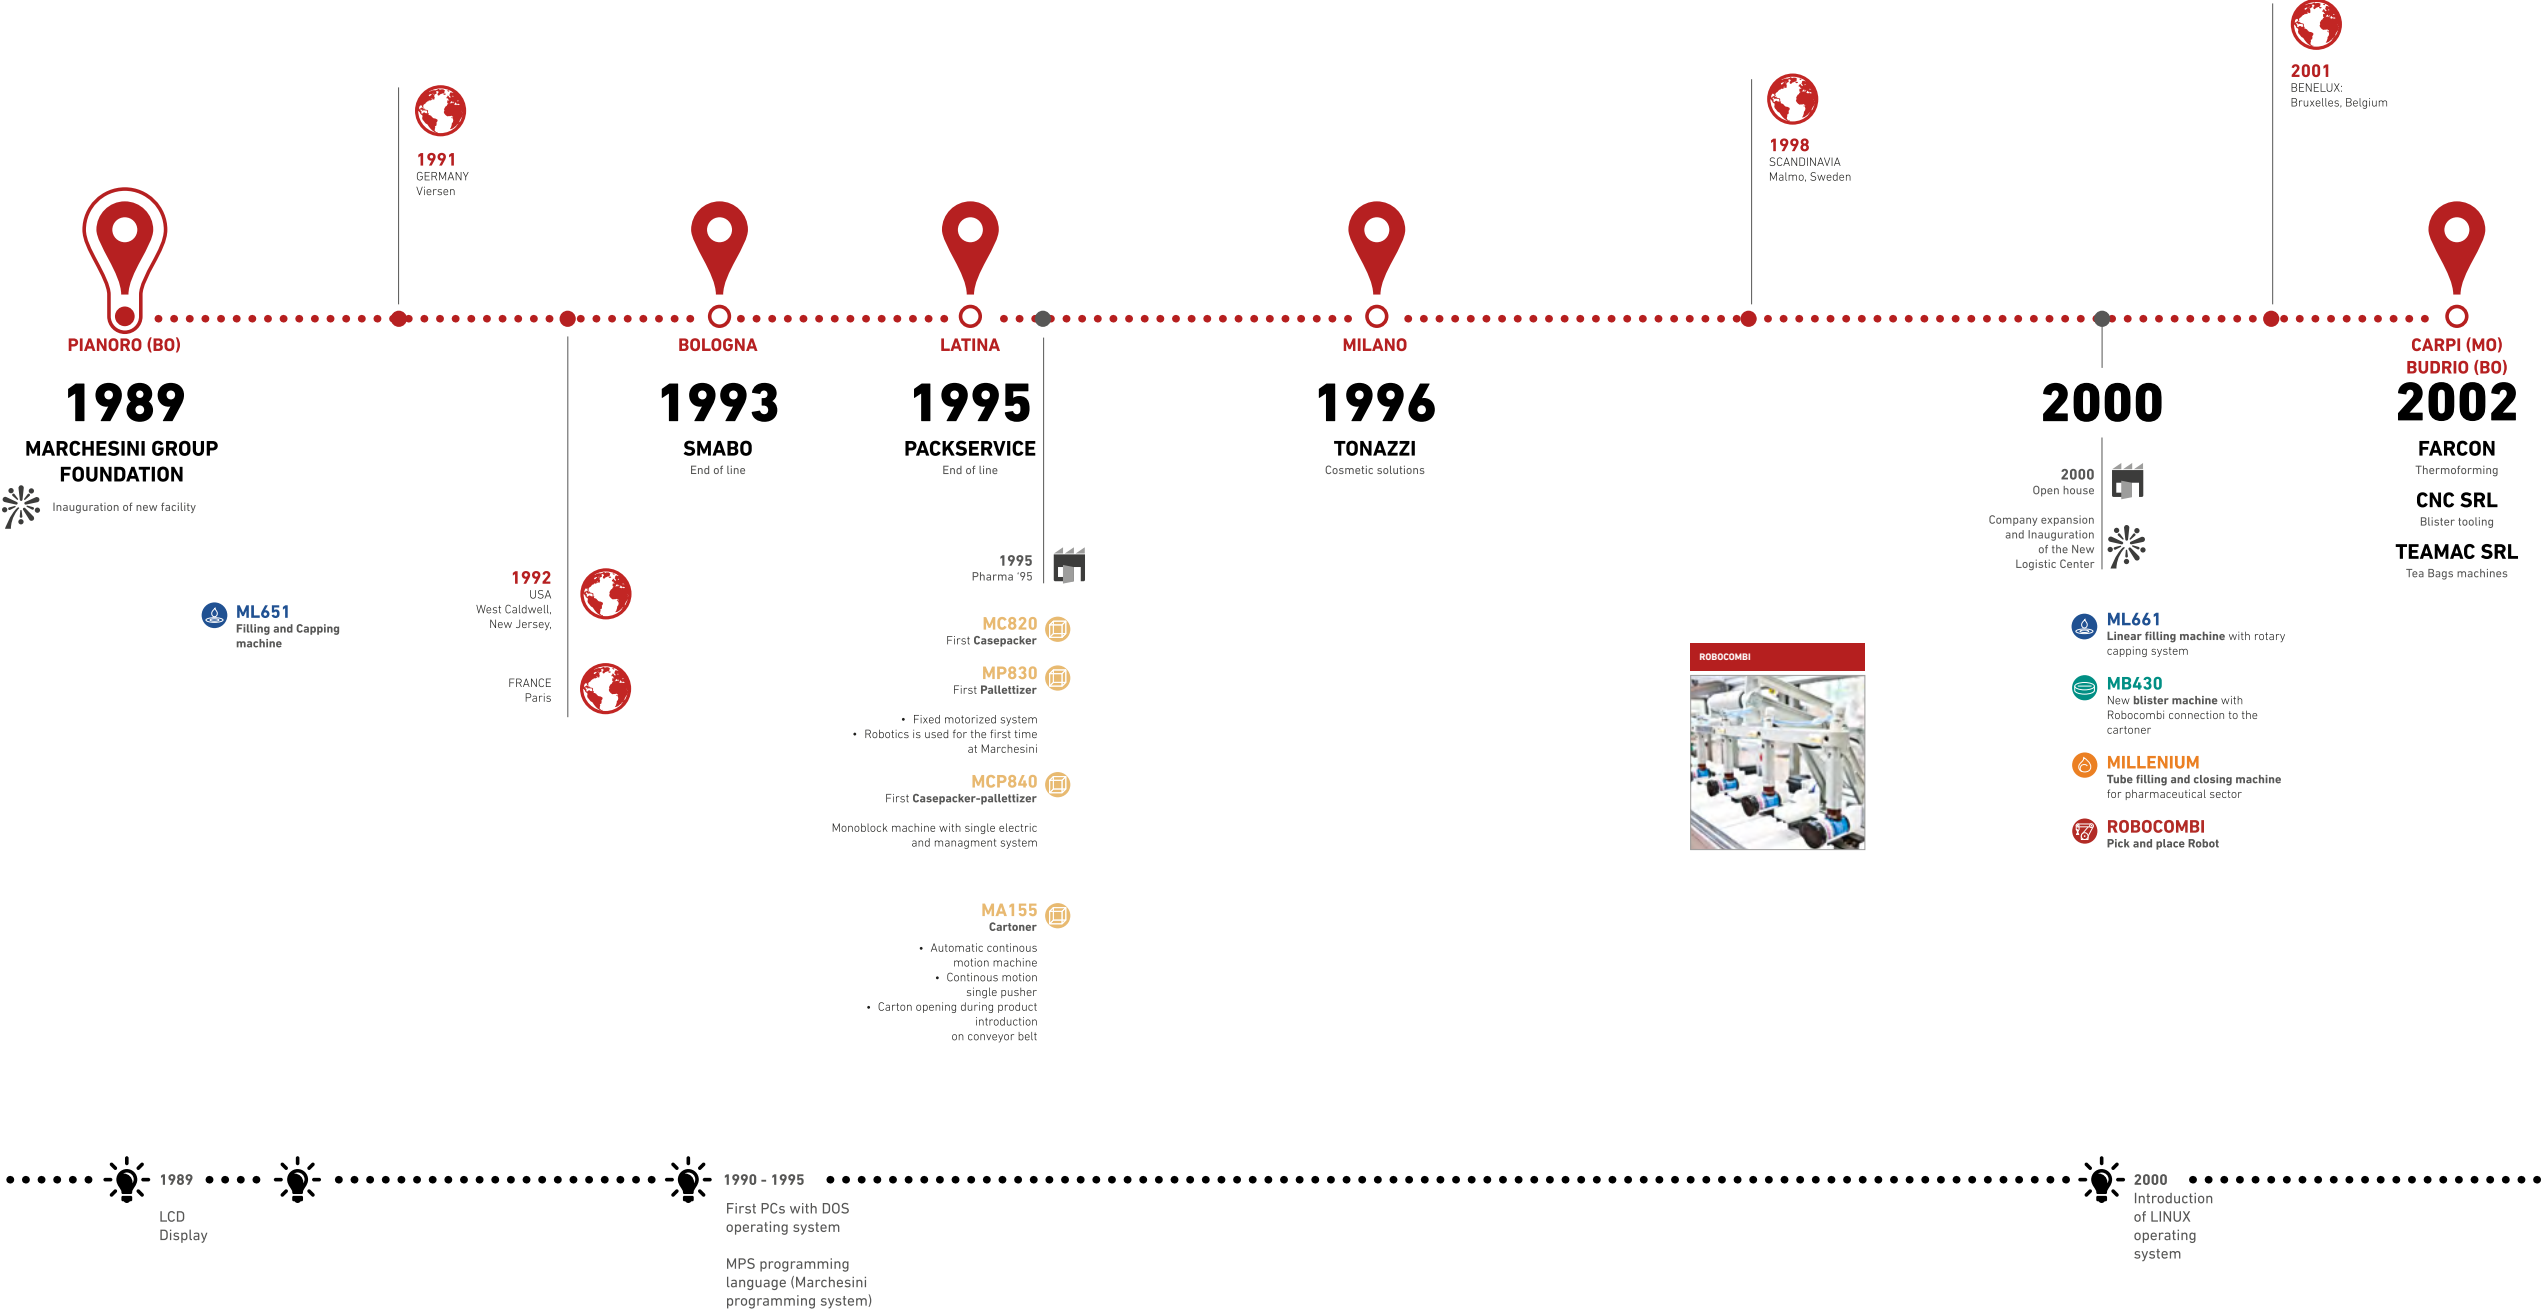 2001
BENELUX:
Bruxelles, Belgium
1991
GERMANY
Viersen
1998
SCANDINAVIA
Malmo, Sweden
PIANORO (BO)
1989
MARCHESINI GROUP
FOUNDATION
Inauguration of new facility
ML651
Filling and Capping
machine
1992
USA
West Caldwell,
New Jersey,
FRANCE
Paris
BOLOGNA
1993
SMABO
End of line
LATINA
1995
PACKSERVICE
End of line
1995
Pharma '95
MC820
First Casepacker
MP830
First Pallettizer
• Fixed motorized system
• Robotics is used for the first time
at Marchesini
MCP840
First Casepacker-pallettizer
Monoblock machine with single electric
and managment system
MA155
Cartoner
• Automatic continous
motion machine
• Continous motion
single pusher
• Carton opening during product
introduction
on conveyor belt
MILANO
1996
TONAZZI
Cosmetic solutions
ROBOCOMBI
2000
2000
Open house
Company expansion
and Inauguration
of the New
Logistic Center
ML661
Linear filling machine with rotary
capping system
MB430
New blister machine with
Robocombi connection to the
cartoner
MILLENIUM
Tube filling and closing machine
for pharmaceutical sector
ROBOCOMBI
Pick and place Robot
CARPI (MO)
BUDRIO (BO)
2002
FARCON
Thermoforming
CNC SRL
Blister tooling
TEAMAC SRL
Tea Bags machines
1989
LCD
Display
1990 - 1995
First PCs with DOS
operating system
MPS programming
language (Marchesini
programming system)
2000
Introduction
of LINUX
operating
system